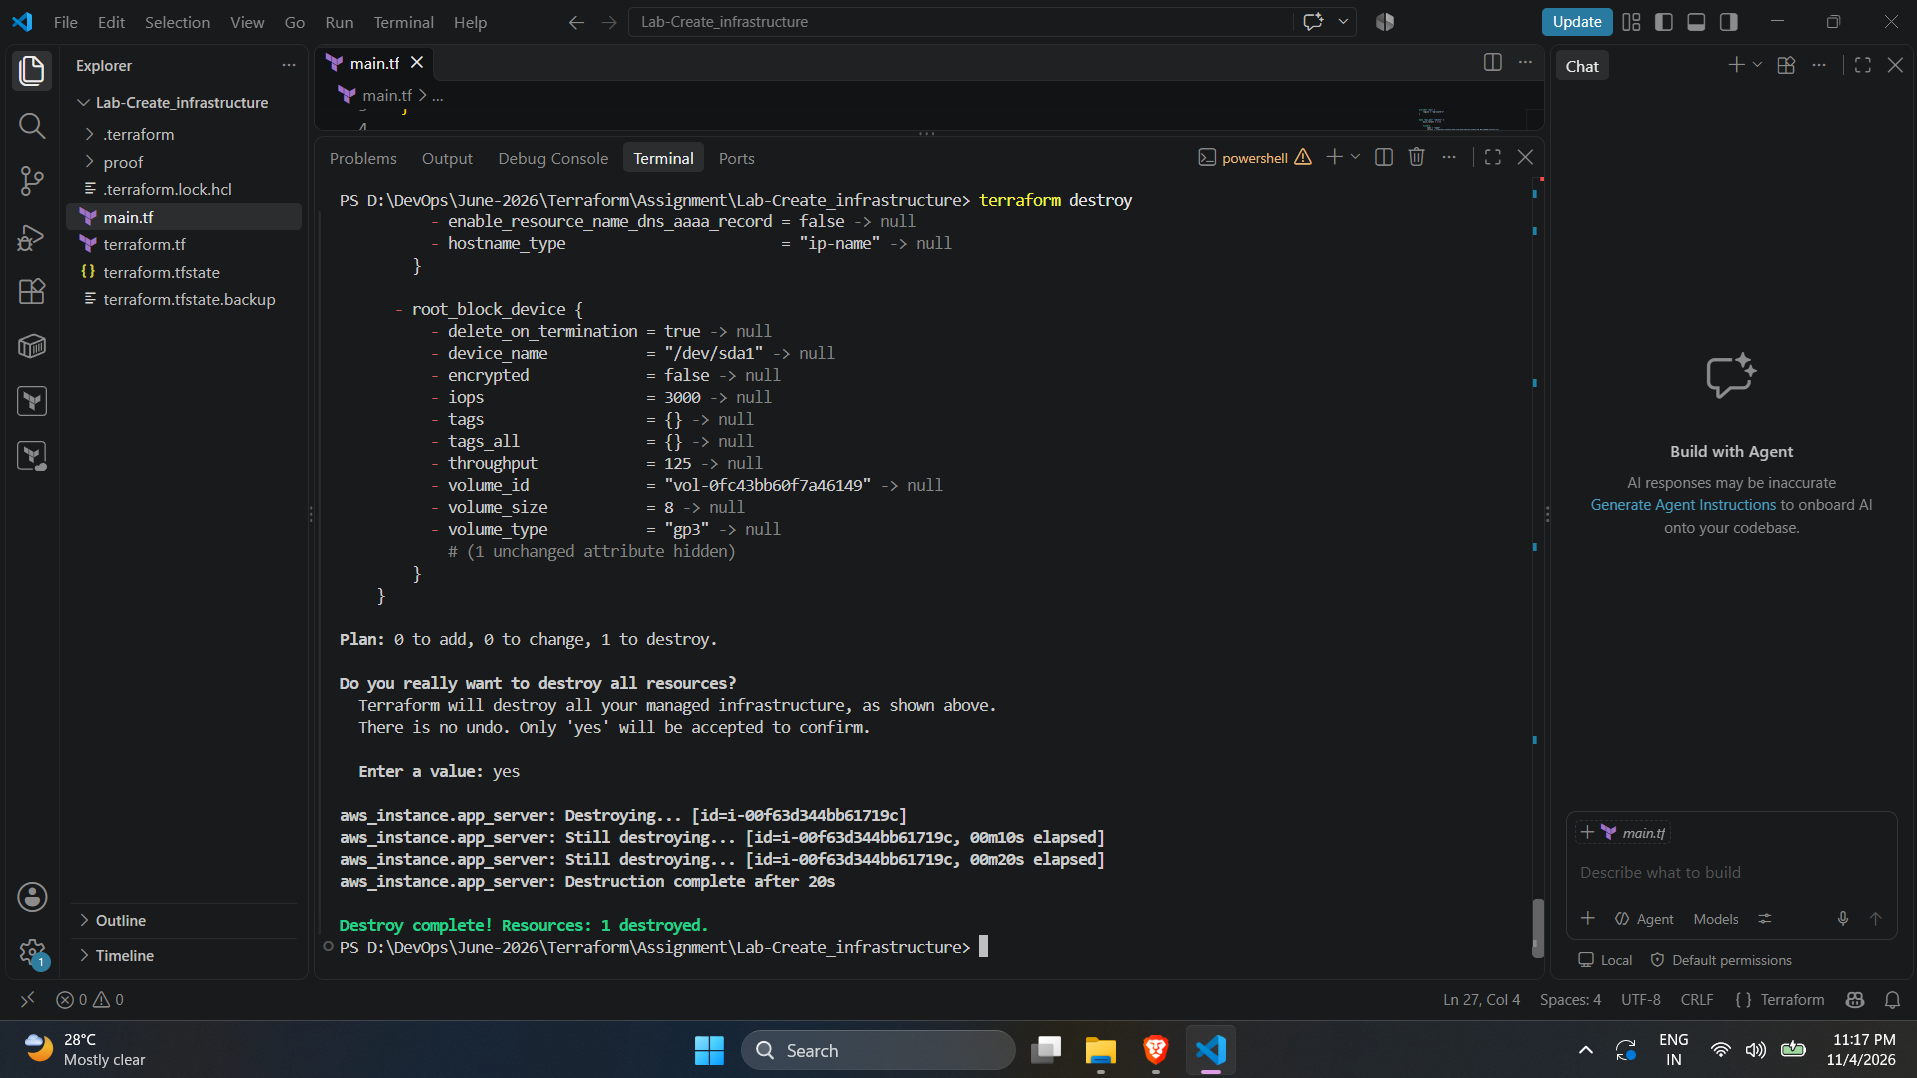 File Edit Selection View Go Run Terminal Help
Lab-Create_infrastructure
Update
Explorer
Lab-Create_infrastructure
.terraform
proof
.terraform.lock.hcl
main.tf
terraform.tf
{} terraform.tfstate
terraform.tfstate.backup
Outline
Timeline
1
main.tf
main.tf > ...
}
4
Problems Output Debug Console Terminal Ports
powershell
PS D:\DevOps\June-2026\Terraform\Assignment\Lab-Create_infrastructure> terraform destroy
- enable_resource_name_dns_aaaa_record = false -> null
- hostname_type = "ip-name" -> null
}
- root_block_device {
- delete_on_termination = true -> null
- device_name = "/dev/sda1" -> null
- encrypted = false -> null
- iops = 3000 -> null
- tags = {} -> null
- tags_all = {} -> null
- throughput = 125 -> null
- volume_id = "vol-0fc43bb60f7a46149" -> null
- volume_size = 8 -> null
- volume_type = "gp3" -> null
# (1 unchanged attribute hidden)
}
}
Plan: 0 to add, 0 to change, 1 to destroy.
Do you really want to destroy all resources?
Terraform will destroy all your managed infrastructure, as shown above.
There is no undo. Only 'yes' will be accepted to confirm.
Enter a value: yes
aws_instance.app_server: Destroying... [id=i-00f63d344bb61719c]
aws_instance.app_server: Still destroying... [id=i-00f63d344bb61719c, 00m10s elapsed]
aws_instance.app_server: Still destroying... [id=i-00f63d344bb61719c, 00m20s elapsed]
aws_instance.app_server: Destruction complete after 20s
Destroy complete! Resources: 1 destroyed.
PS D:\DevOps\June-2026\Terraform\Assignment\Lab-Create_infrastructure>
Chat
Build with Agent
AI responses may be inaccurate
Generate Agent Instructions to onboard AI
onto your codebase.
main.tf
Describe what to build
Agent Models
Local Default permissions
0 0
Ln 27, Col 4 Spaces: 4 UTF-8 CRLF {} Terraform
28°C
Mostly clear
Search
ENG
IN
11:17 PM
11/4/2026